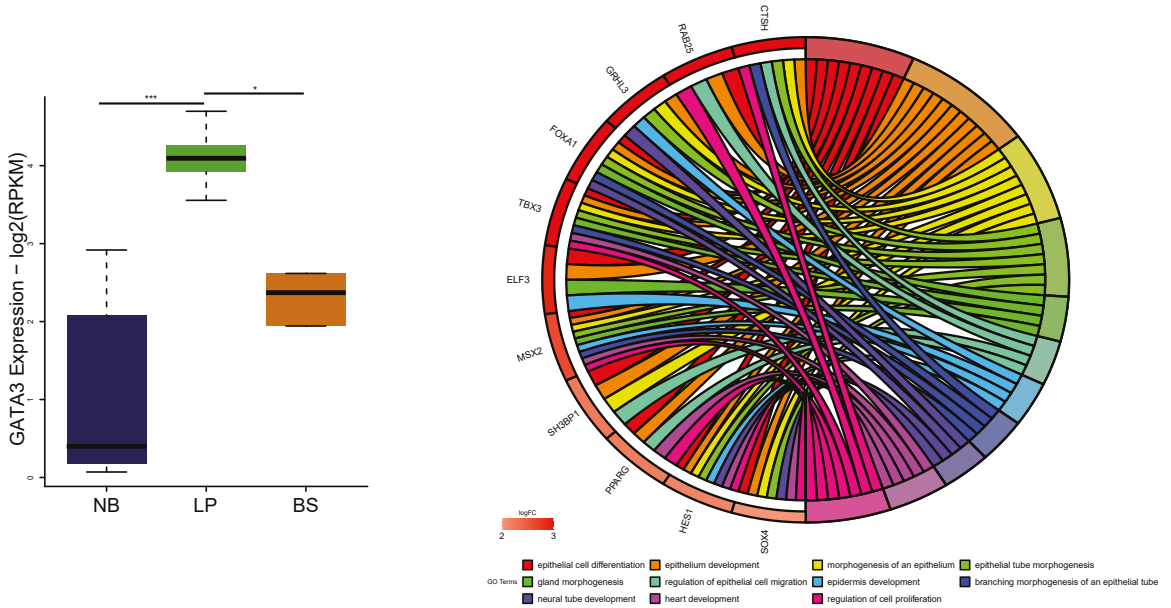 GATA3 Expression − log2(RPKM)
0
1
2
3
4
***
*
NB LP BS
CTSH
RAB25
GRHL3
FOXA1
TBX3
ELF3
MSX2
SH3BP1
PPARG
HES1
SOX4
logFC
2 3
GO Terms
epithelial cell differentiation epithelium development morphogenesis of an epithelium epithelial tube morphogenesis
gland morphogenesis regulation of epithelial cell migration epidermis development branching morphogenesis of an epithelial tube
neural tube development heart development regulation of cell proliferation